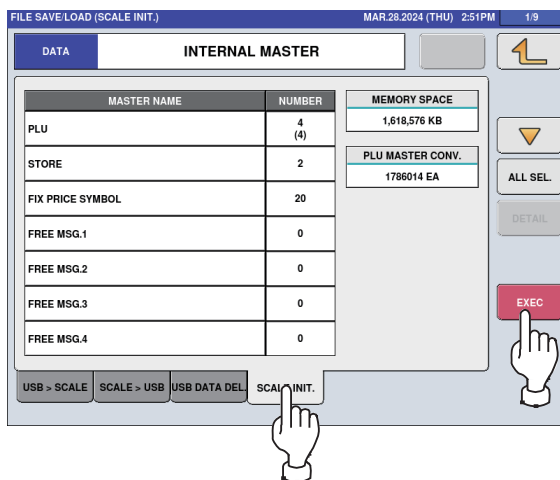 FILE SAVE/LOAD (SCALE INIT.) MAR.28.2024 (THU) 2:51PM 1/9
DATA INTERNAL MASTER
MASTER NAME NUMBER
PLU 4
(4)
STORE 2
FIX PRICE SYMBOL 20
FREE MSG.1 0
FREE MSG.2 0
FREE MSG.3 0
FREE MSG.4 0
MEMORY SPACE
1,618,576 KB
PLU MASTER CONV.
1786014 EA
ALL SEL.
DETAIL
EXEC
USB > SCALE SCALE > USB USB DATA DEL. SCALE INIT.